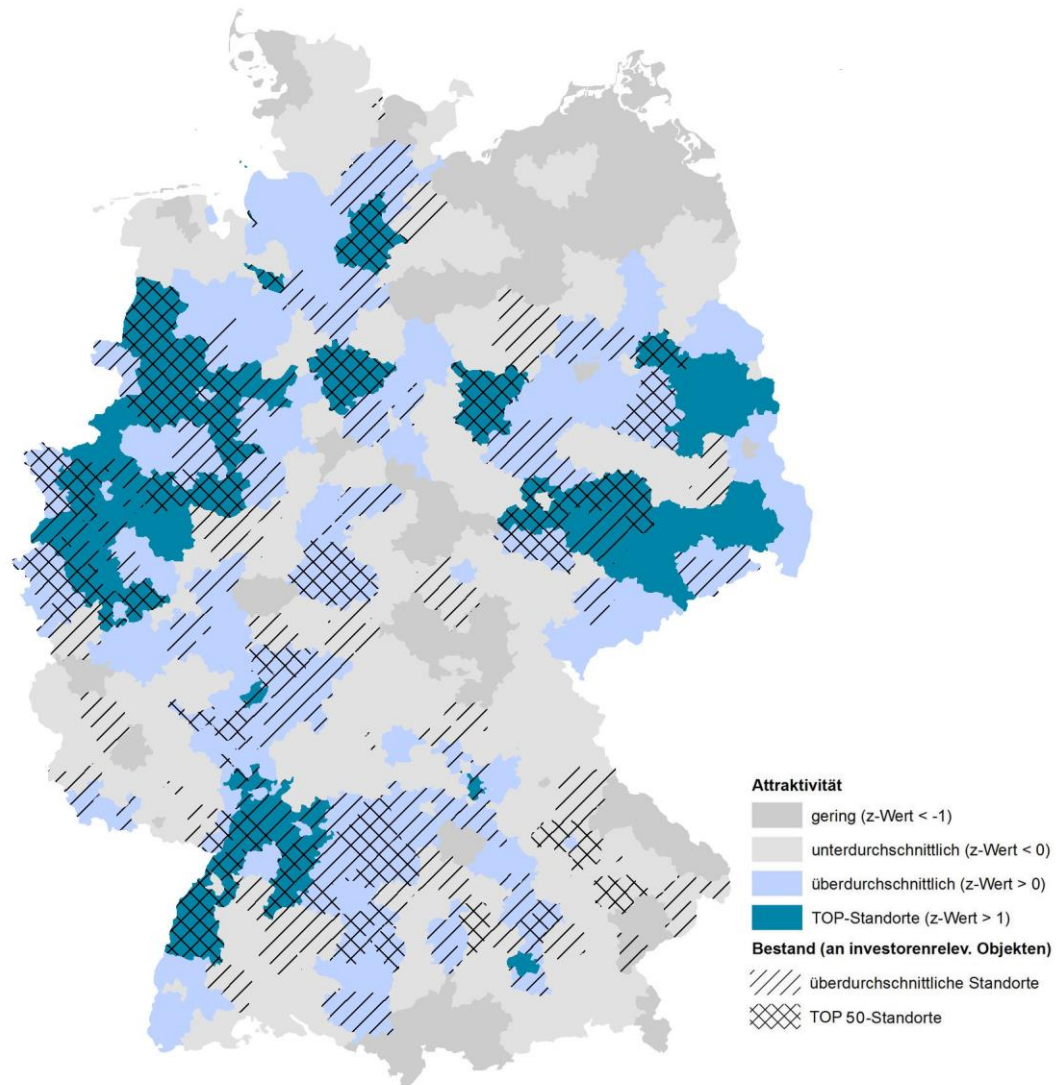 Attraktivität
gering (z-Wert < -1)
unterdurchschnittlich (z-Wert < 0)
überdurchschnittlich (z-Wert > 0)
TOP-Standorte (z-Wert > 1)
Bestand (an investorenrelev. Objekten)
überdurchschnittliche Standorte
TOP 50-Standorte